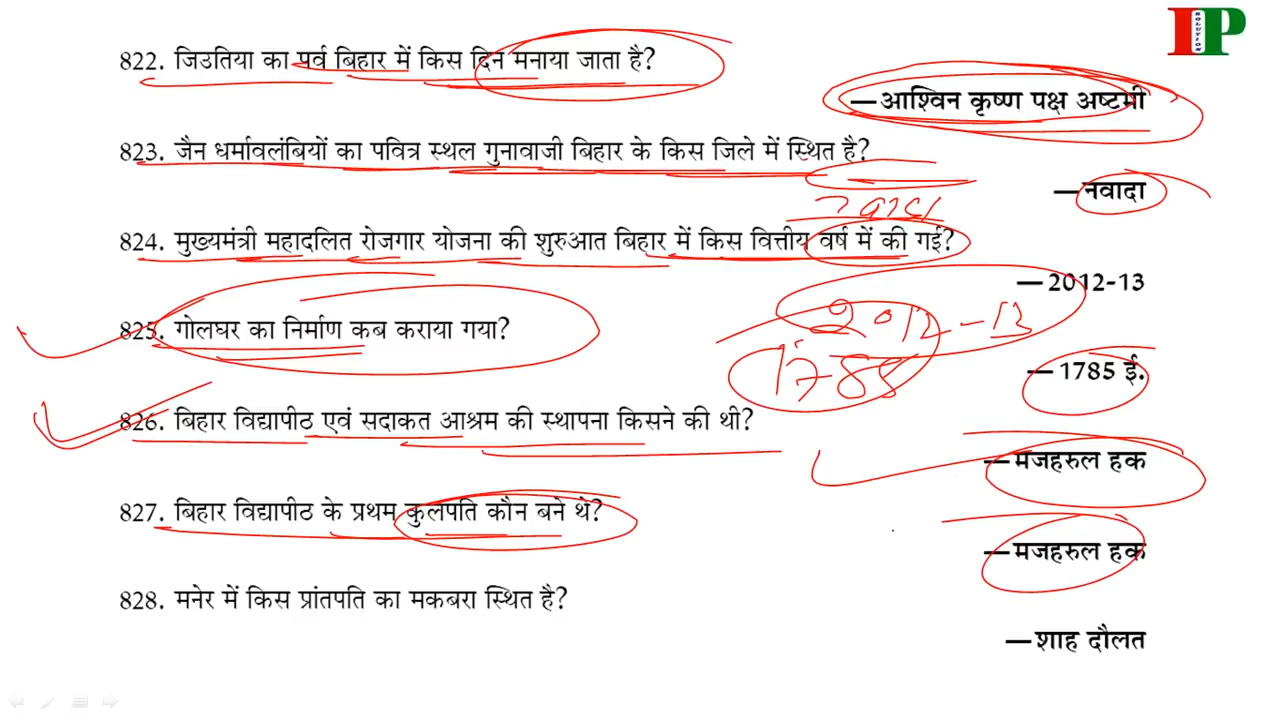 IP
SOLUTION
822. जिउतिया का पर्व बिहार में किस दिन मनाया जाता है?
—आश्विन कृष्ण पक्ष अष्टमी
823. जैन धर्मावलंबियों का पवित्र स्थल गुनावाजी बिहार के किस जिले में स्थित है?
—नवादा
नवादा
824. मुख्यमंत्री महादलित रोजगार योजना की शुरुआत बिहार में किस वित्तीय वर्ष में की गई?
—2012-13
2012-13
825. गोलघर का निर्माण कब कराया गया?
—1785 ई.
826. बिहार विद्यापीठ एवं सदाकत आश्रम की स्थापना किसने की थी?
—मजहरुल हक
827. बिहार विद्यापीठ के प्रथम कुलपति कौन बने थे?
—मजहरुल हक
828. मनेर में किस प्रांतपति का मकबरा स्थित है?
—शाह दौलत